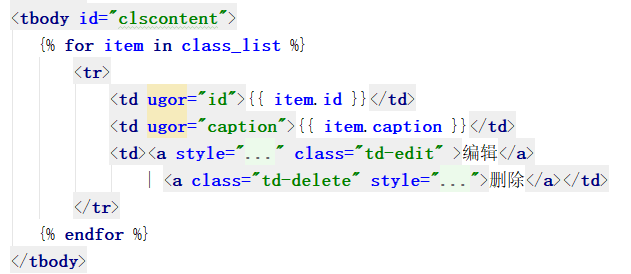 <tbody id="clscontent">
{% for item in class_list %}
<tr>
<td ugor="id">{{ item.id }}</td>
<td ugor="caption">{{ item.caption }}</td>
<td><a style="..." class="td-edit" >编辑</a>
| <a class="td-delete" style="...">删除</a></td>
</tr>
{% endfor %}
</tbody>